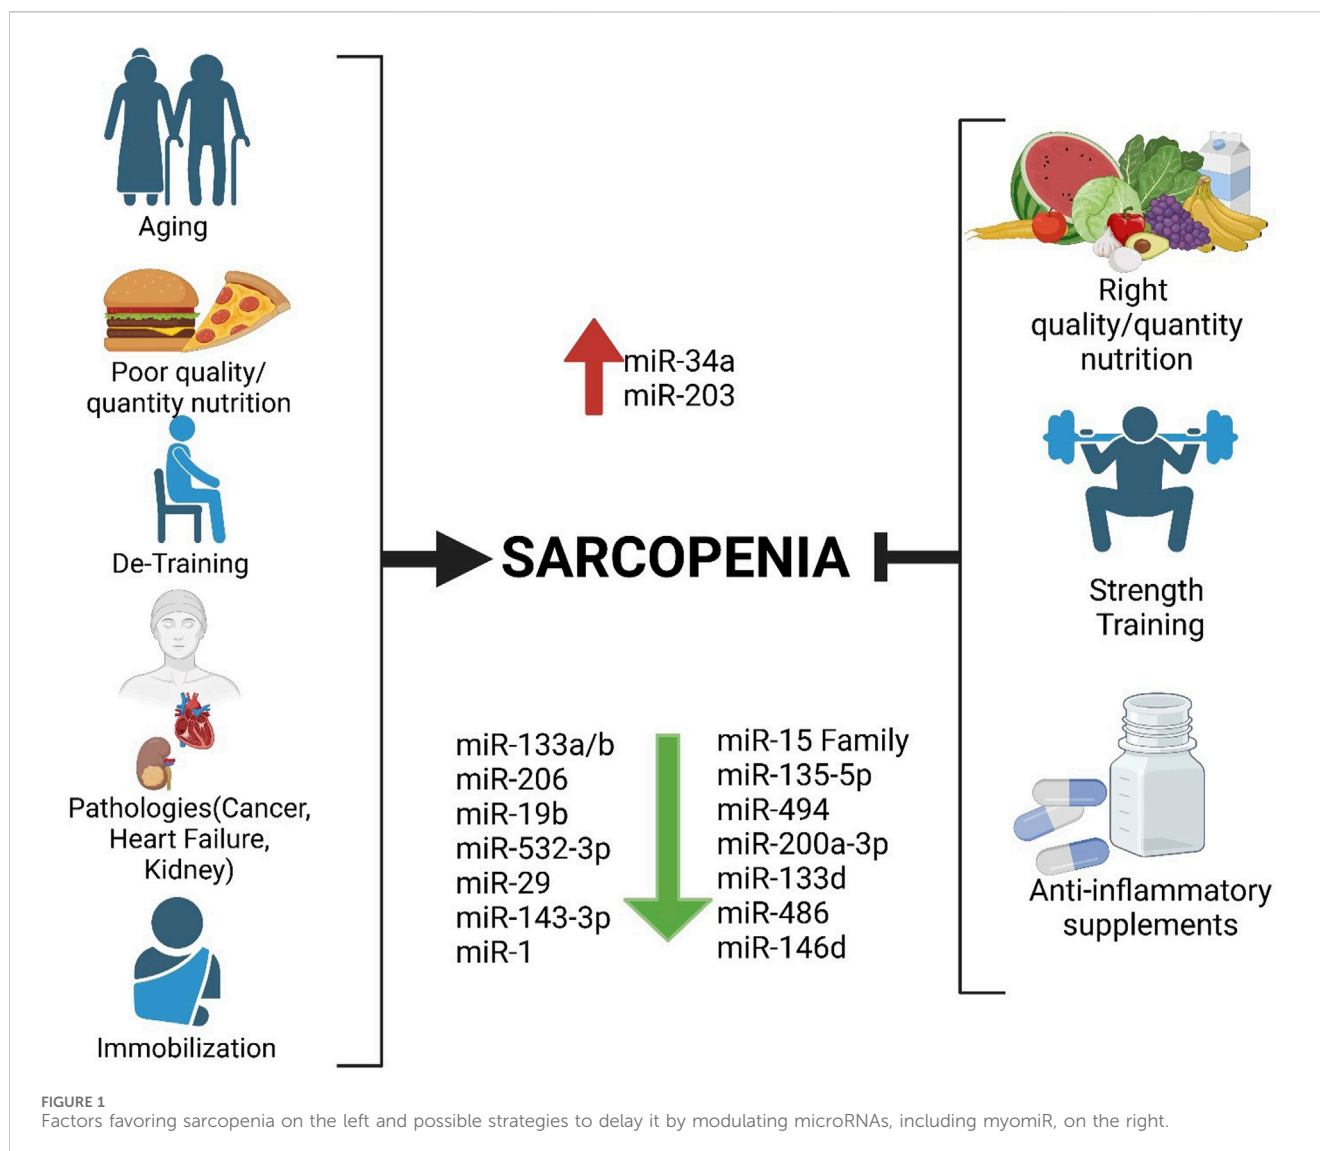 Aging
Poor quality/
quantity nutrition
De-Training
Pathologies(Cancer,
Heart Failure,
Kidney)
Immobilization
miR-34a
miR-203
SARCOPENIA
miR-133a/b
miR-206
miR-19b
miR-532-3p
miR-29
miR-143-3p
miR-1
miR-15 Family
miR-135-5p
miR-494
miR-200a-3p
miR-133d
miR-486
miR-146d
Right
quality/quantity
nutrition
Strength
Training
Anti-inflammatory
supplements
FIGURE 1
Factors favoring sarcopenia on the left and possible strategies to delay it by modulating microRNAs, including myomiR, on the right.